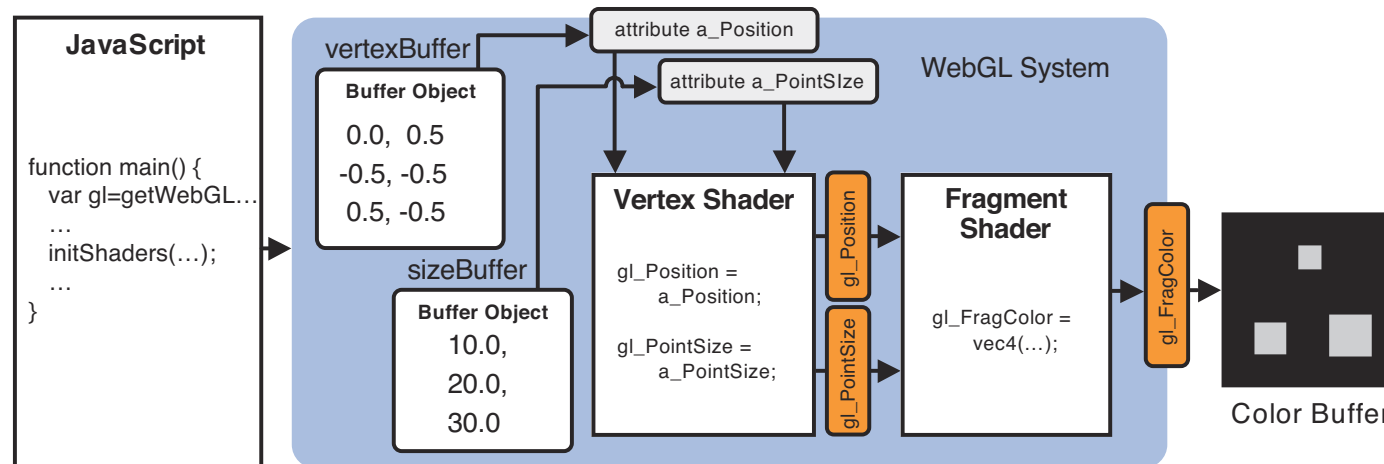 JavaScript
function main() {
var gl=getWebGL…
…
initShaders(…);
…
}
WebGL System
vertexBuffer
Buffer Object
0.0, 0.5
-0.5, -0.5
0.5, -0.5
sizeBuffer
Buffer Object
10.0,
20.0,
30.0
attribute a_Position
attribute a_PointSIze
Vertex Shader
gl_Position =
a_Position;
gl_PointSize =
a_PointSize;
gl_Position
gl_PointSize
Fragment
Shader
gl_FragColor =
vec4(…);
gl_FragColor
Color Buffer